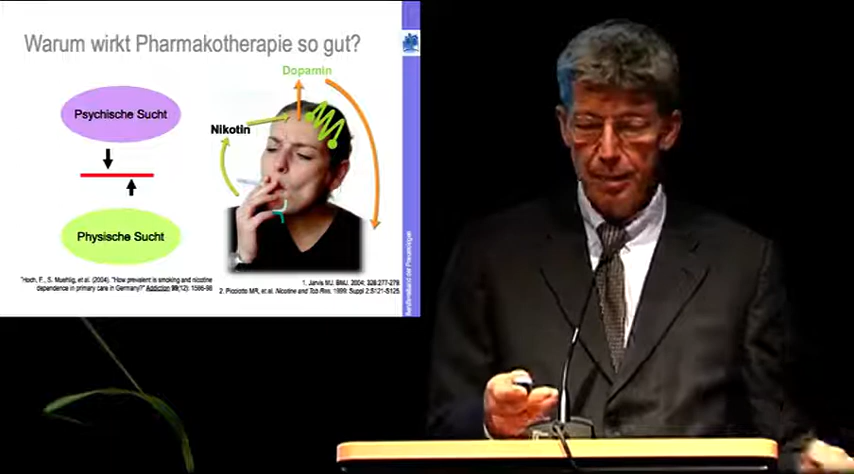 Warum wirkt Pharmakotherapie so gut?
Dopamin
Psychische Sucht
Nikotin
Physische Sucht
Hoch, F., S. Muehlig, et al. (2004). "How prevalent is smoking and nicotine
dependence in primary care in Germany?" Addiction 99(12): 1586-98
1. Jarvis MJ. BMJ. 2004; 328:277-279.
2. Picciotto MR, et al. Nicotine and Tob Res. 1999: Suppl 2:S121-S125.